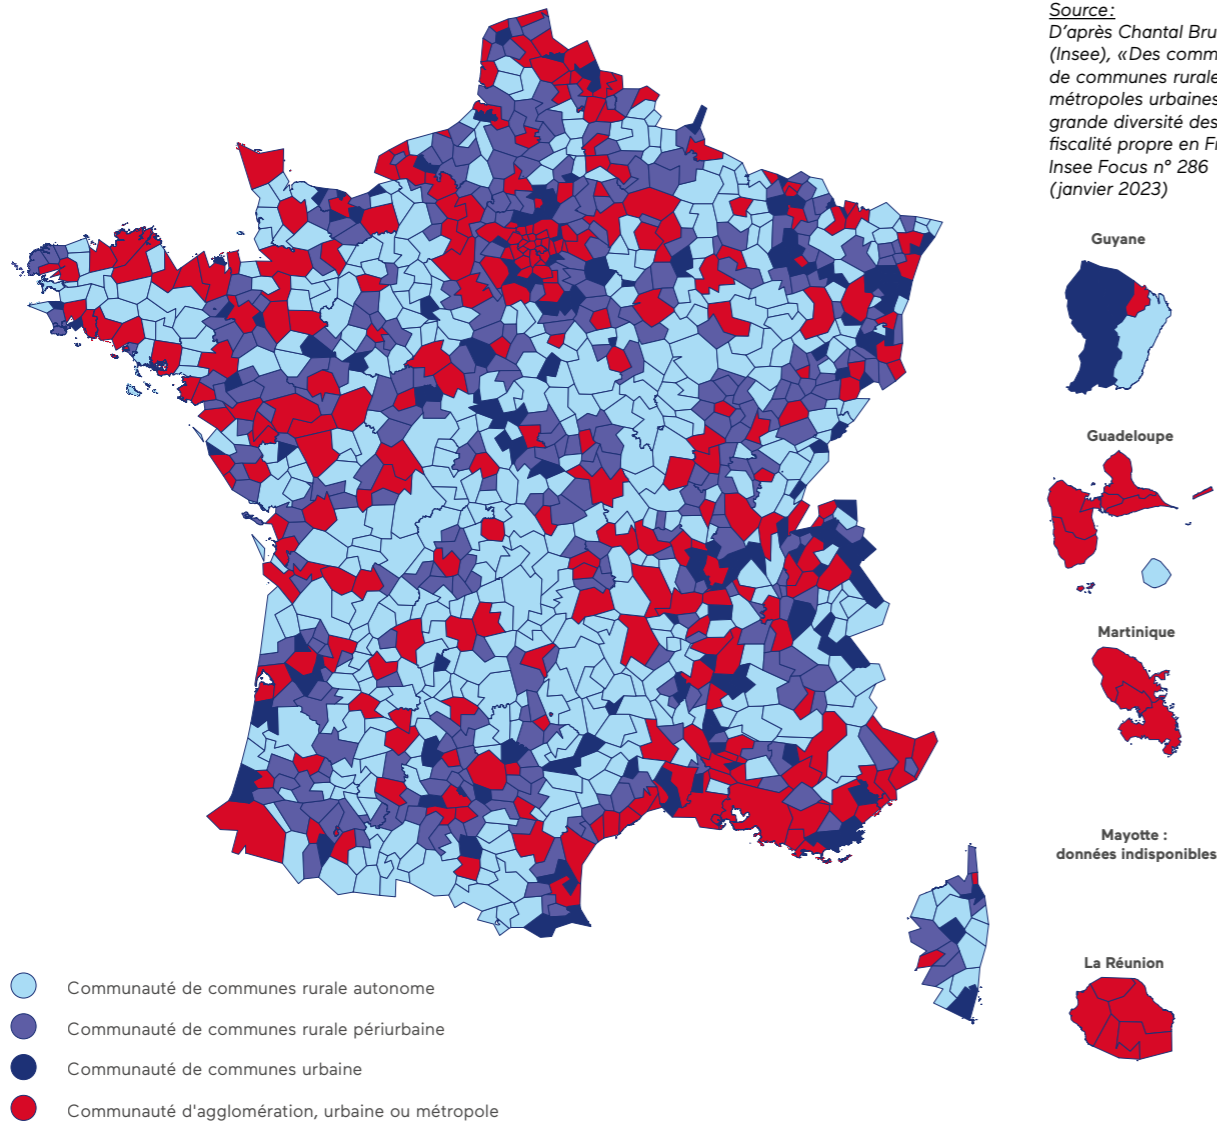 Source :
D'après Chantal Bru
(Insee), «Des comm
de communes rurale
métropoles urbaines
grande diversité des
fiscalité propre en F
Insee Focus n° 286
(janvier 2023)
Guyane
Guadeloupe
Martinique
Mayotte :
données indisponibles
La Réunion
Communauté de communes rurale autonome
Communauté de communes rurale périurbaine
Communauté de communes urbaine
Communauté d'agglomération, urbaine ou métropole